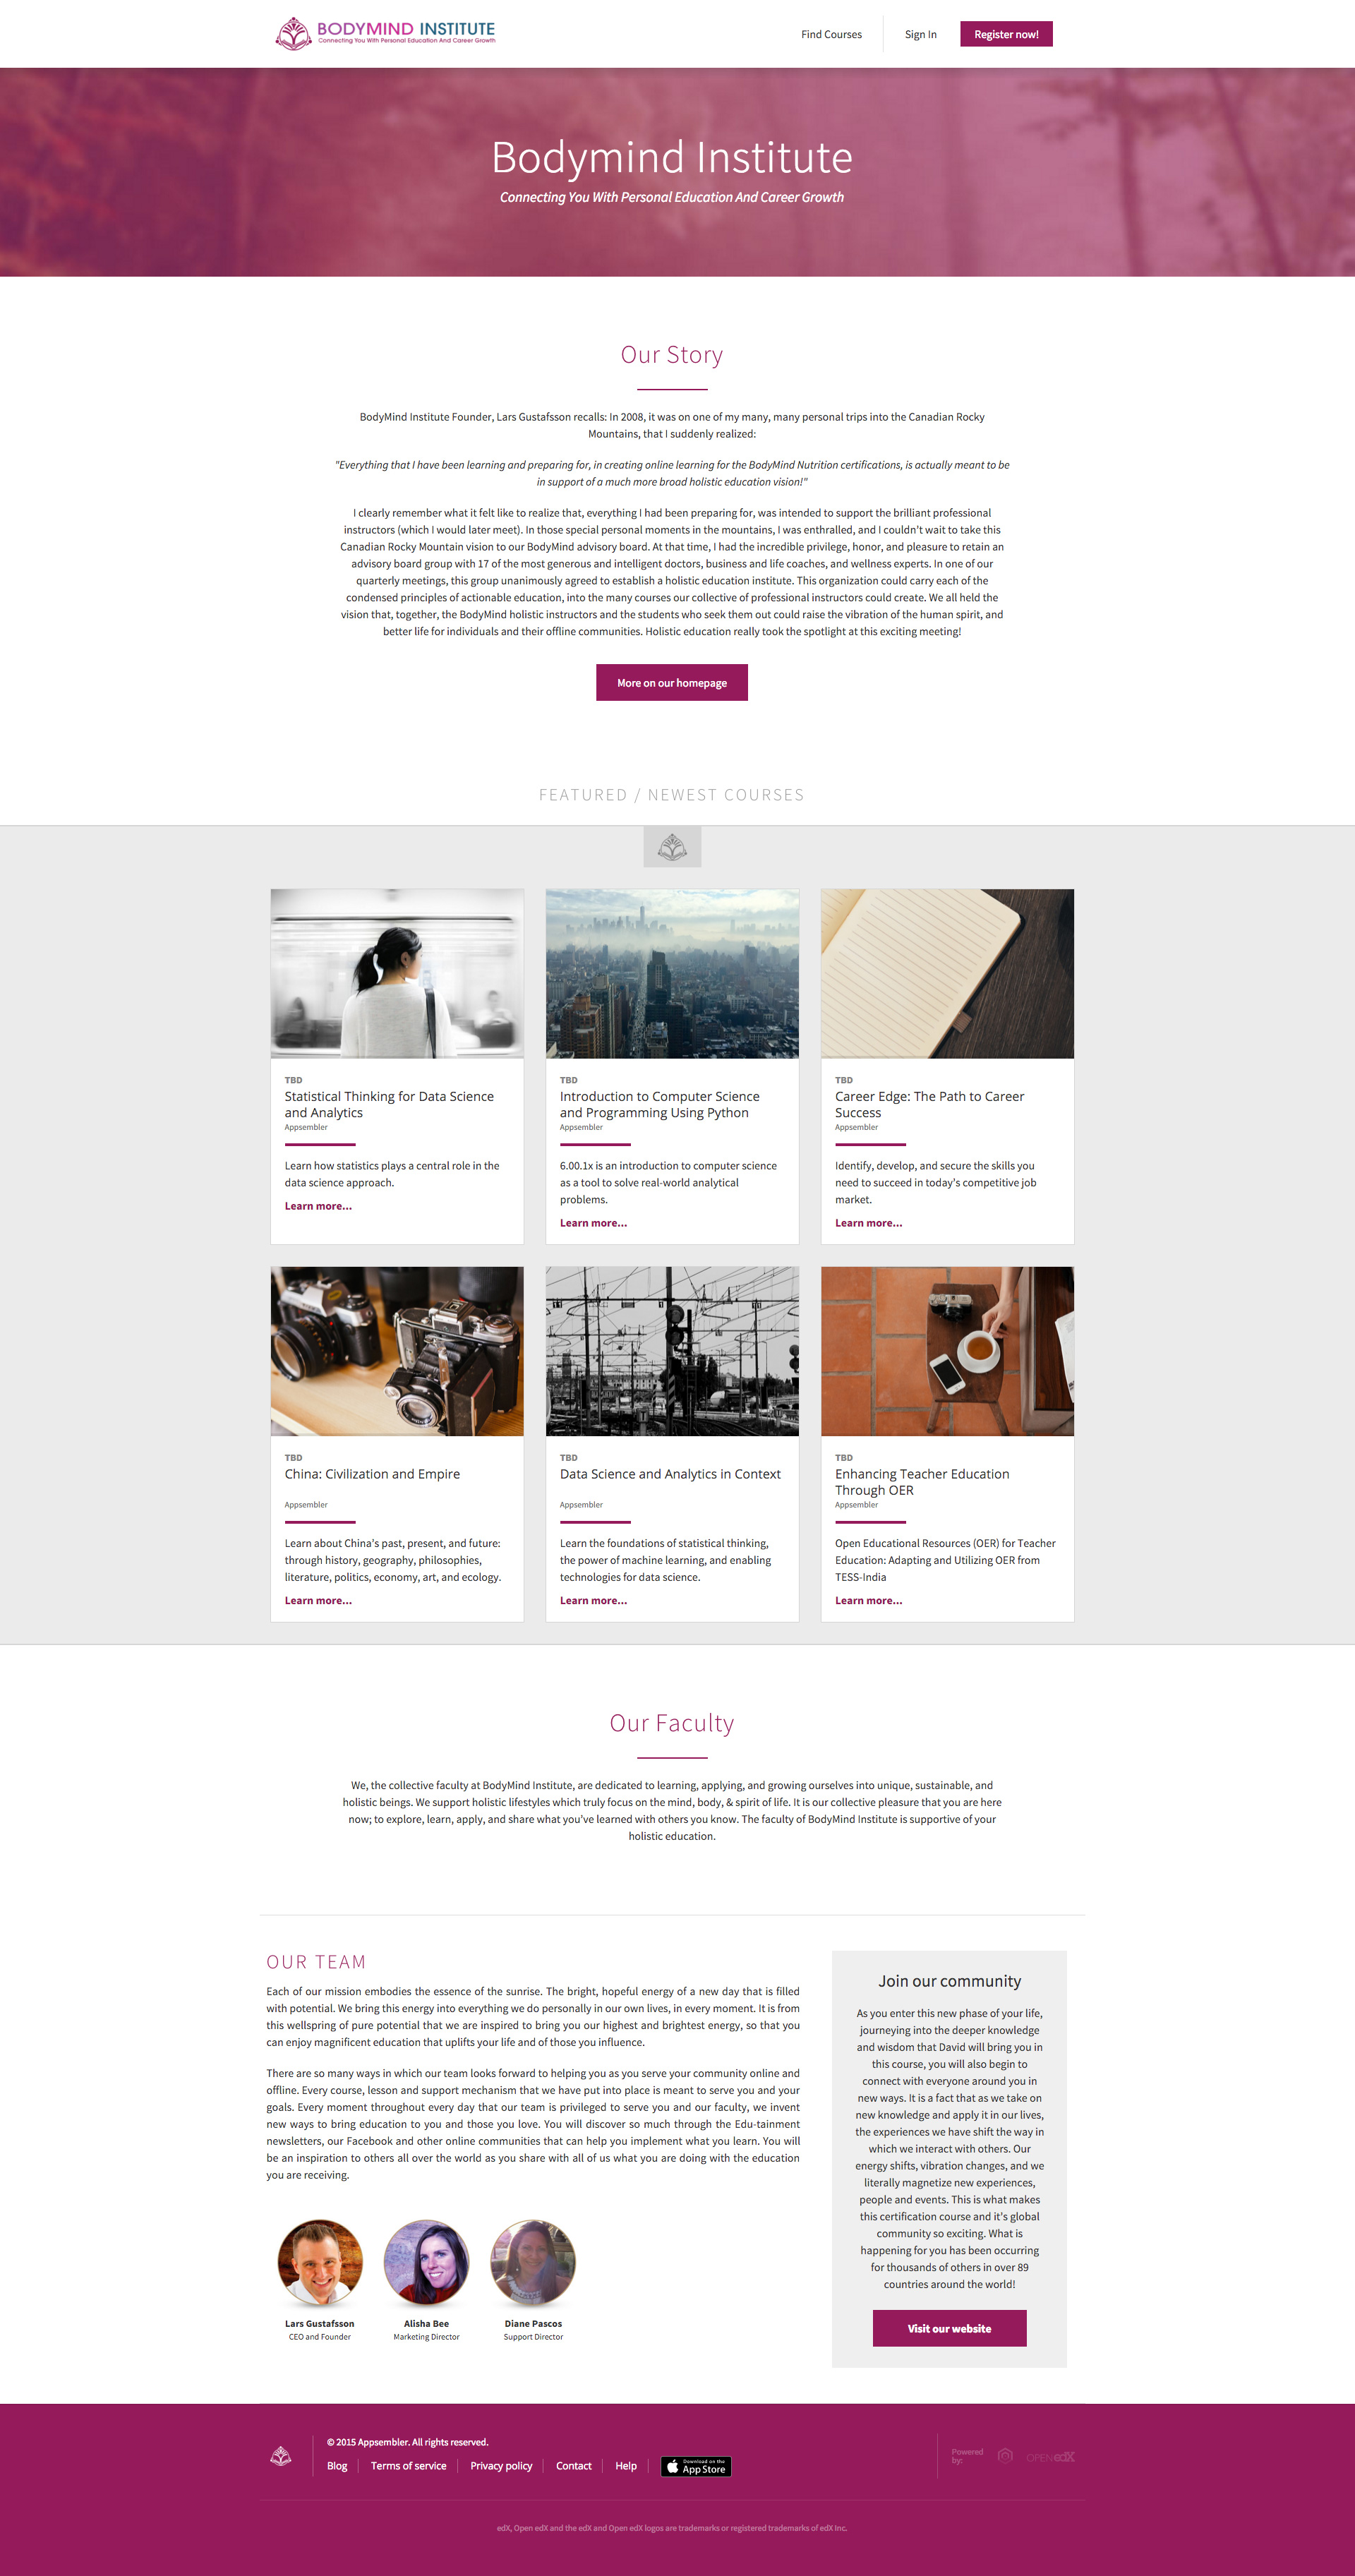 BODYMIND INSTITUTE
Connecting You With Personal Education And Career Growth
Find Courses
Sign In
Register now!
Bodymind Institute
Connecting You With Personal Education And Career Growth
Our Story
BodyMind Institute Founder, Lars Gustafsson recalls: In 2008, it was on one of my many, many personal trips into the Canadian Rocky
Mountains, that I suddenly realized:
"Everything that I have been learning and preparing for, in creating online learning for the BodyMind Nutrition certifications, is actually meant to be
in support of a much more broad holistic education vision!"
I clearly remember what it felt like to realize that, everything I had been preparing for, was intended to support the brilliant professional
instructors (which I would later meet). In those special personal moments in the mountains, I was enthralled, and I couldn't wait to take this
Canadian Rocky Mountain vision to our BodyMind advisory board. At that time, I had the incredible privilege, honor, and pleasure to retain an
advisory board group with 17 of the most generous and intelligent doctors, business and life coaches, and wellness experts. In one of our
quarterly meetings, this group unanimously agreed to establish a holistic education institute. This organization could carry each of the
condensed principles of actionable education, into the many courses our collective of professional instructors could create. We all held the
vision that, together, the BodyMind holistic instructors and the students who seek them out could raise the vibration of the human spirit, and
better life for individuals and their offline communities. Holistic education really took the spotlight at this exciting meeting!
More on our homepage
FEATURED / NEWEST COURSES
TBD
Statistical Thinking for Data Science
and Analytics
Appsembler
Learn how statistics plays a central role in the
data science approach.
Learn more...
TBD
Introduction to Computer Science
and Programming Using Python
Appsembler
6.00.1x is an introduction to computer science
as a tool to solve real-world analytical
problems.
Learn more...
TBD
Career Edge: The Path to Career
Success
Appsembler
Identify, develop, and secure the skills you
need to succeed in today's competitive job
market.
Learn more...
TBD
China: Civilization and Empire
Appsembler
Learn about China's past, present, and future:
through history, geography, philosophies,
literature, politics, economy, art, and ecology.
Learn more...
TBD
Data Science and Analytics in Context
Appsembler
Learn the foundations of statistical thinking,
the power of machine learning, and enabling
technologies for data science.
Learn more...
TBD
Enhancing Teacher Education
Through OER
Appsembler
Open Educational Resources (OER) for Teacher
Education: Adapting and Utilizing OER from
TESS-India
Learn more...
Our Faculty
We, the collective faculty at BodyMind Institute, are dedicated to learning, applying, and growing ourselves into unique, sustainable, and
holistic beings. We support holistic lifestyles which truly focus on the mind, body, & spirit of life. It is our collective pleasure that you are here
now; to explore, learn, apply, and share what you've learned with others you know. The faculty of BodyMind Institute is supportive of your
holistic education.
OUR TEAM
Each of our mission embodies the essence of the sunrise. The bright, hopeful energy of a new day that is filled
with potential. We bring this energy into everything we do personally in our own lives, in every moment. It is from
this wellspring of pure potential that we are inspired to bring you our highest and brightest energy, so that you
can enjoy magnificent education that uplifts your life and of those you influence.
There are so many ways in which our team looks forward to helping you as you serve your community online and
offline. Every course, lesson and support mechanism that we have put into place is meant to serve you and your
goals. Every moment throughout every day that our team is privileged to serve you and our faculty, we invent
new ways to bring education to you and those you love. You will discover so much through the Edu-tainment
newsletters, our Facebook and other online communities that can help you implement what you learn. You will
be an inspiration to others all over the world as you share with all of us what you are doing with the education
you are receiving.
Lars Gustafsson
CEO and Founder
Alisha Bee
Marketing Director
Diane Pascos
Support Director
Join our community
As you enter this new phase of your life,
journeying into the deeper knowledge
and wisdom that David will bring you in
this course, you will also begin to
connect with everyone around you in
new ways. It is a fact that as we take on
new knowledge and apply it in our lives,
the experiences we have shift the way in
which we interact with others. Our
energy shifts, vibration changes, and we
literally magnetize new experiences,
people and events. This is what makes
this certification course and it's global
community so exciting. What is
happening for you has been occurring
for thousands of others in over 89
countries around the world!
Visit our website
© 2015 Appsembler. All rights reserved.
Blog
Terms of service
Privacy policy
Contact
Help
Download on the
App Store
Powered
by:
OPEN edX
edX, Open edX and the edX and Open edX logos are trademarks or registered trademarks of edX Inc.